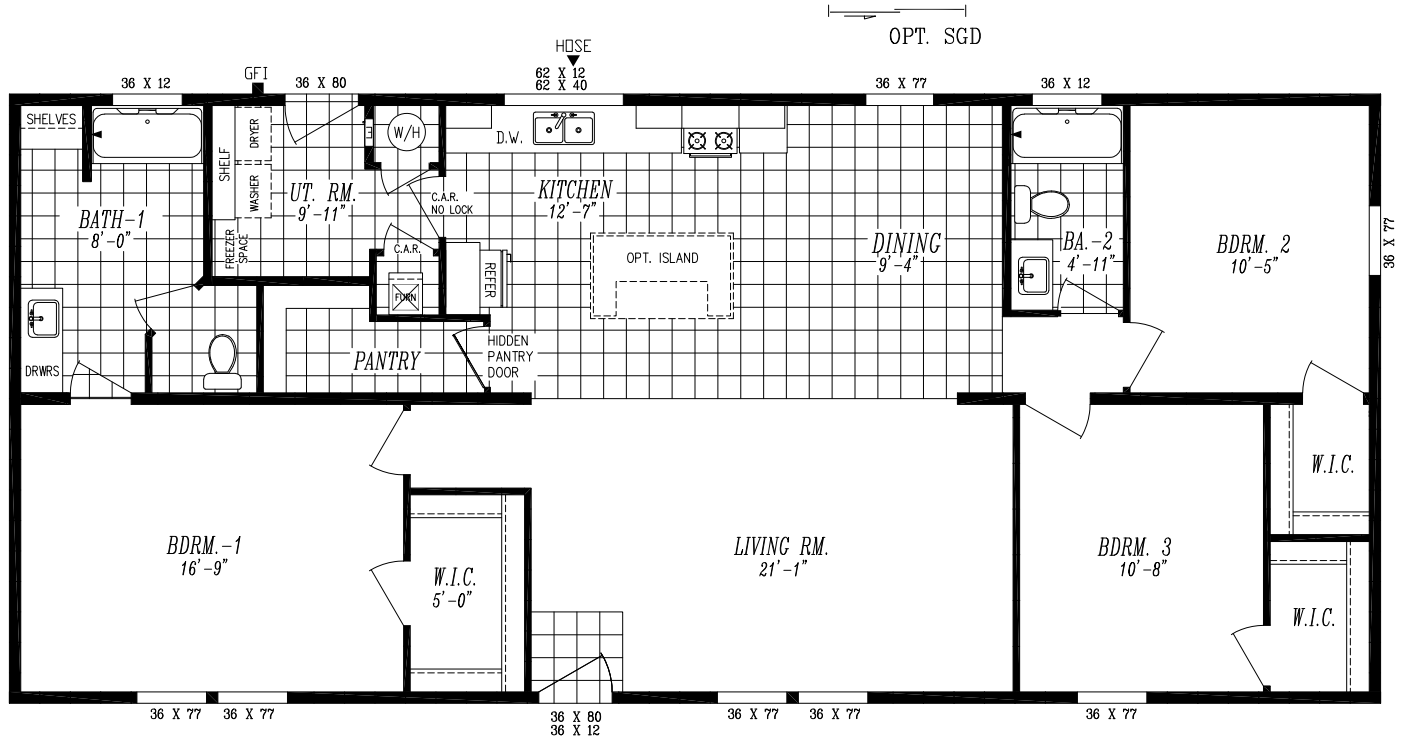 OPT. SGD
HOSE
GFI
36 X 12
36 X 80
62 X 12
62 X 40
36 X 77
36 X 12
SHELVES
DRYER
W/H
D.W.
SHELF
WASHER
UT. RM.
9'-11"
C.A.R.
NO LOCK
KITCHEN
12'-7"
BATH-1
8'-0"
FREEZER
SPACE
C.A.R.
REFER
OPT. ISLAND
DINING
9'-4"
BA.-2
4'-11"
BDRM. 2
10'-5"
36 X 77
FURN
DRWRS
PANTRY
HIDDEN
PANTRY
DOOR
W.I.C.
BDRM.-1
16'-9"
W.I.C.
5'-0"
LIVING RM.
21'-1"
BDRM. 3
10'-8"
W.I.C.
36 X 77
36 X 77
36 X 80
36 X 12
36 X 77
36 X 77
36 X 77